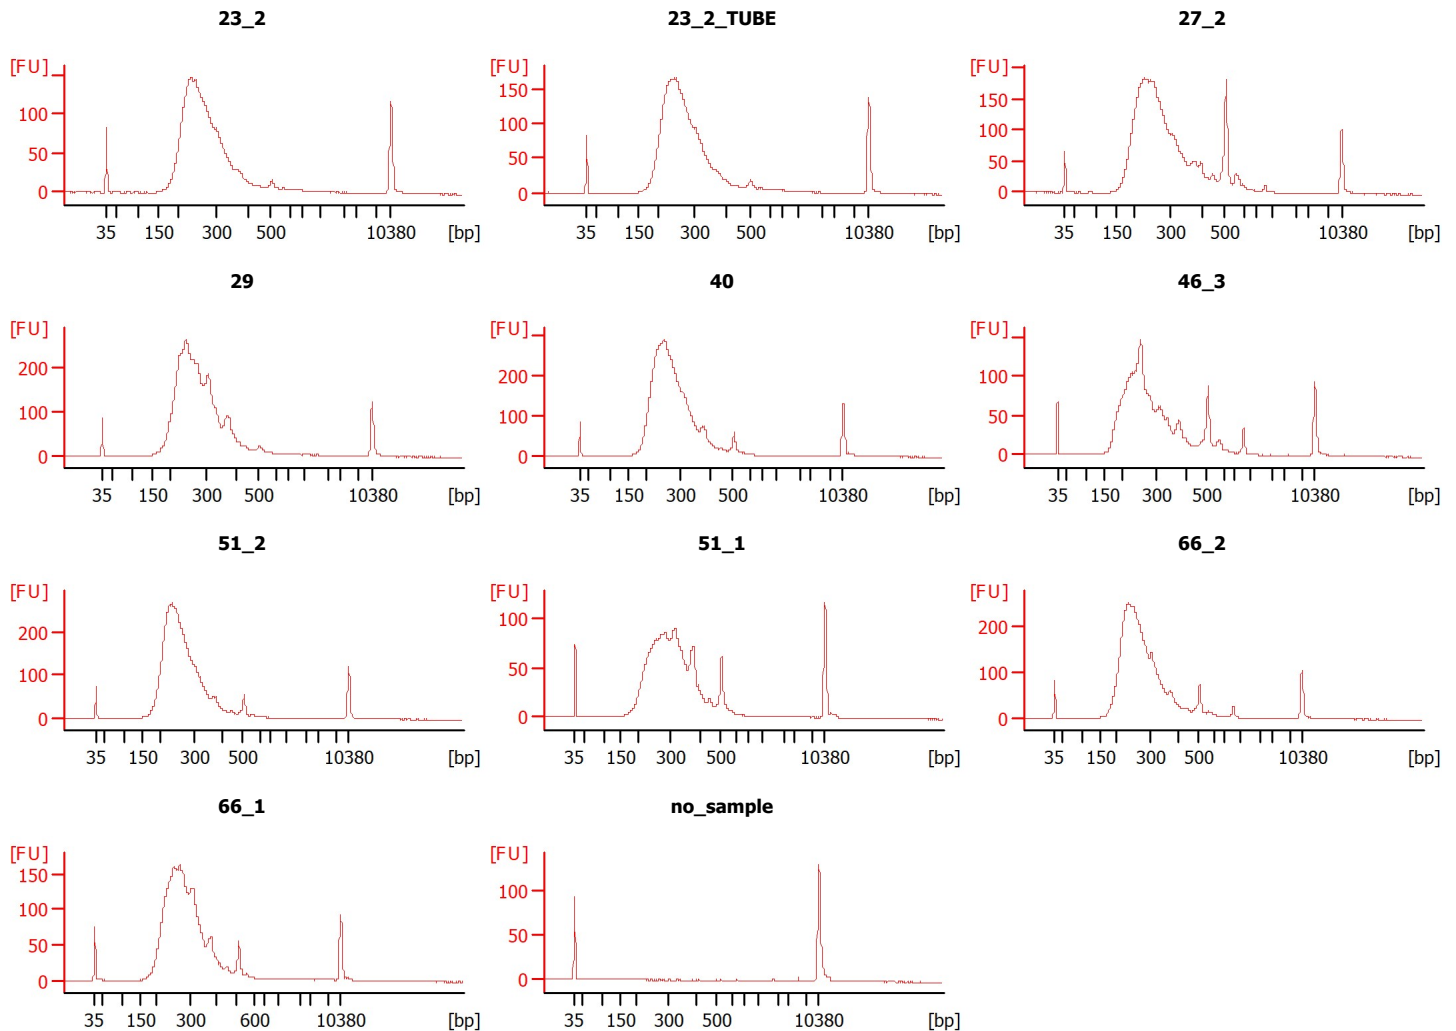 23_2 23_2_TUBE 27_2
[FU] [FU] [FU]
100 50 0 150 100 50 0 150 100 50 0
35 150 300 500 10380 [bp] 35 150 300 500 10380 [bp] 35 150 300 500 10380 [bp]
29 40 46_3
[FU] [FU] [FU]
200 100 0 200 100 0 100 50 0
35 150 300 500 10380 [bp] 35 150 300 500 10380 [bp] 35 150 300 500 10380 [bp]
51_2 51_1 66_2
[FU] [FU] [FU]
200 100 0 100 50 0 200 100 0
35 150 300 500 10380 [bp] 35 150 300 500 10380 [bp] 35 150 300 500 10380 [bp]
66_1 no_sample
[FU] [FU]
150 100 50 0 100 50 0
35 150 300 600 10380 [bp] 35 150 300 500 10380 [bp]